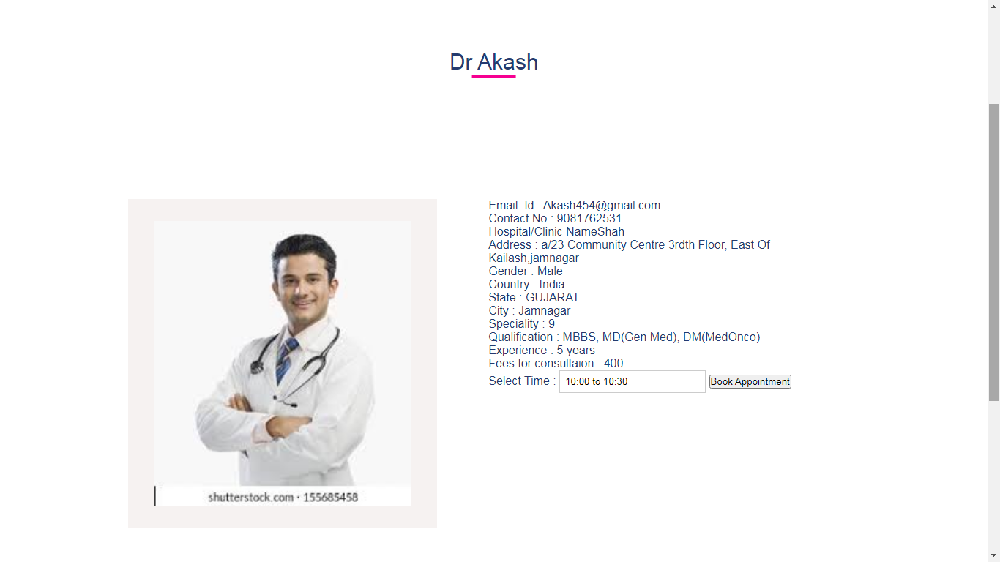 Dr Akash
Email_Id : Akash454@gmail.com
Contact No : 9081762531
Hospital/Clinic NameShah
Address : a/23 Community Centre 3rdth Floor, East Of
Kailash,jamnagar
Gender : Male
Country : India
State : GUJARAT
City : Jamnagar
Speciality : 9
Qualification : MBBS, MD(Gen Med), DM(MedOnco)
Experience : 5 years
Fees for consultaion : 400
Select Time : 10:00 to 10:30 Book Appointment
shutterstock.com · 155685458